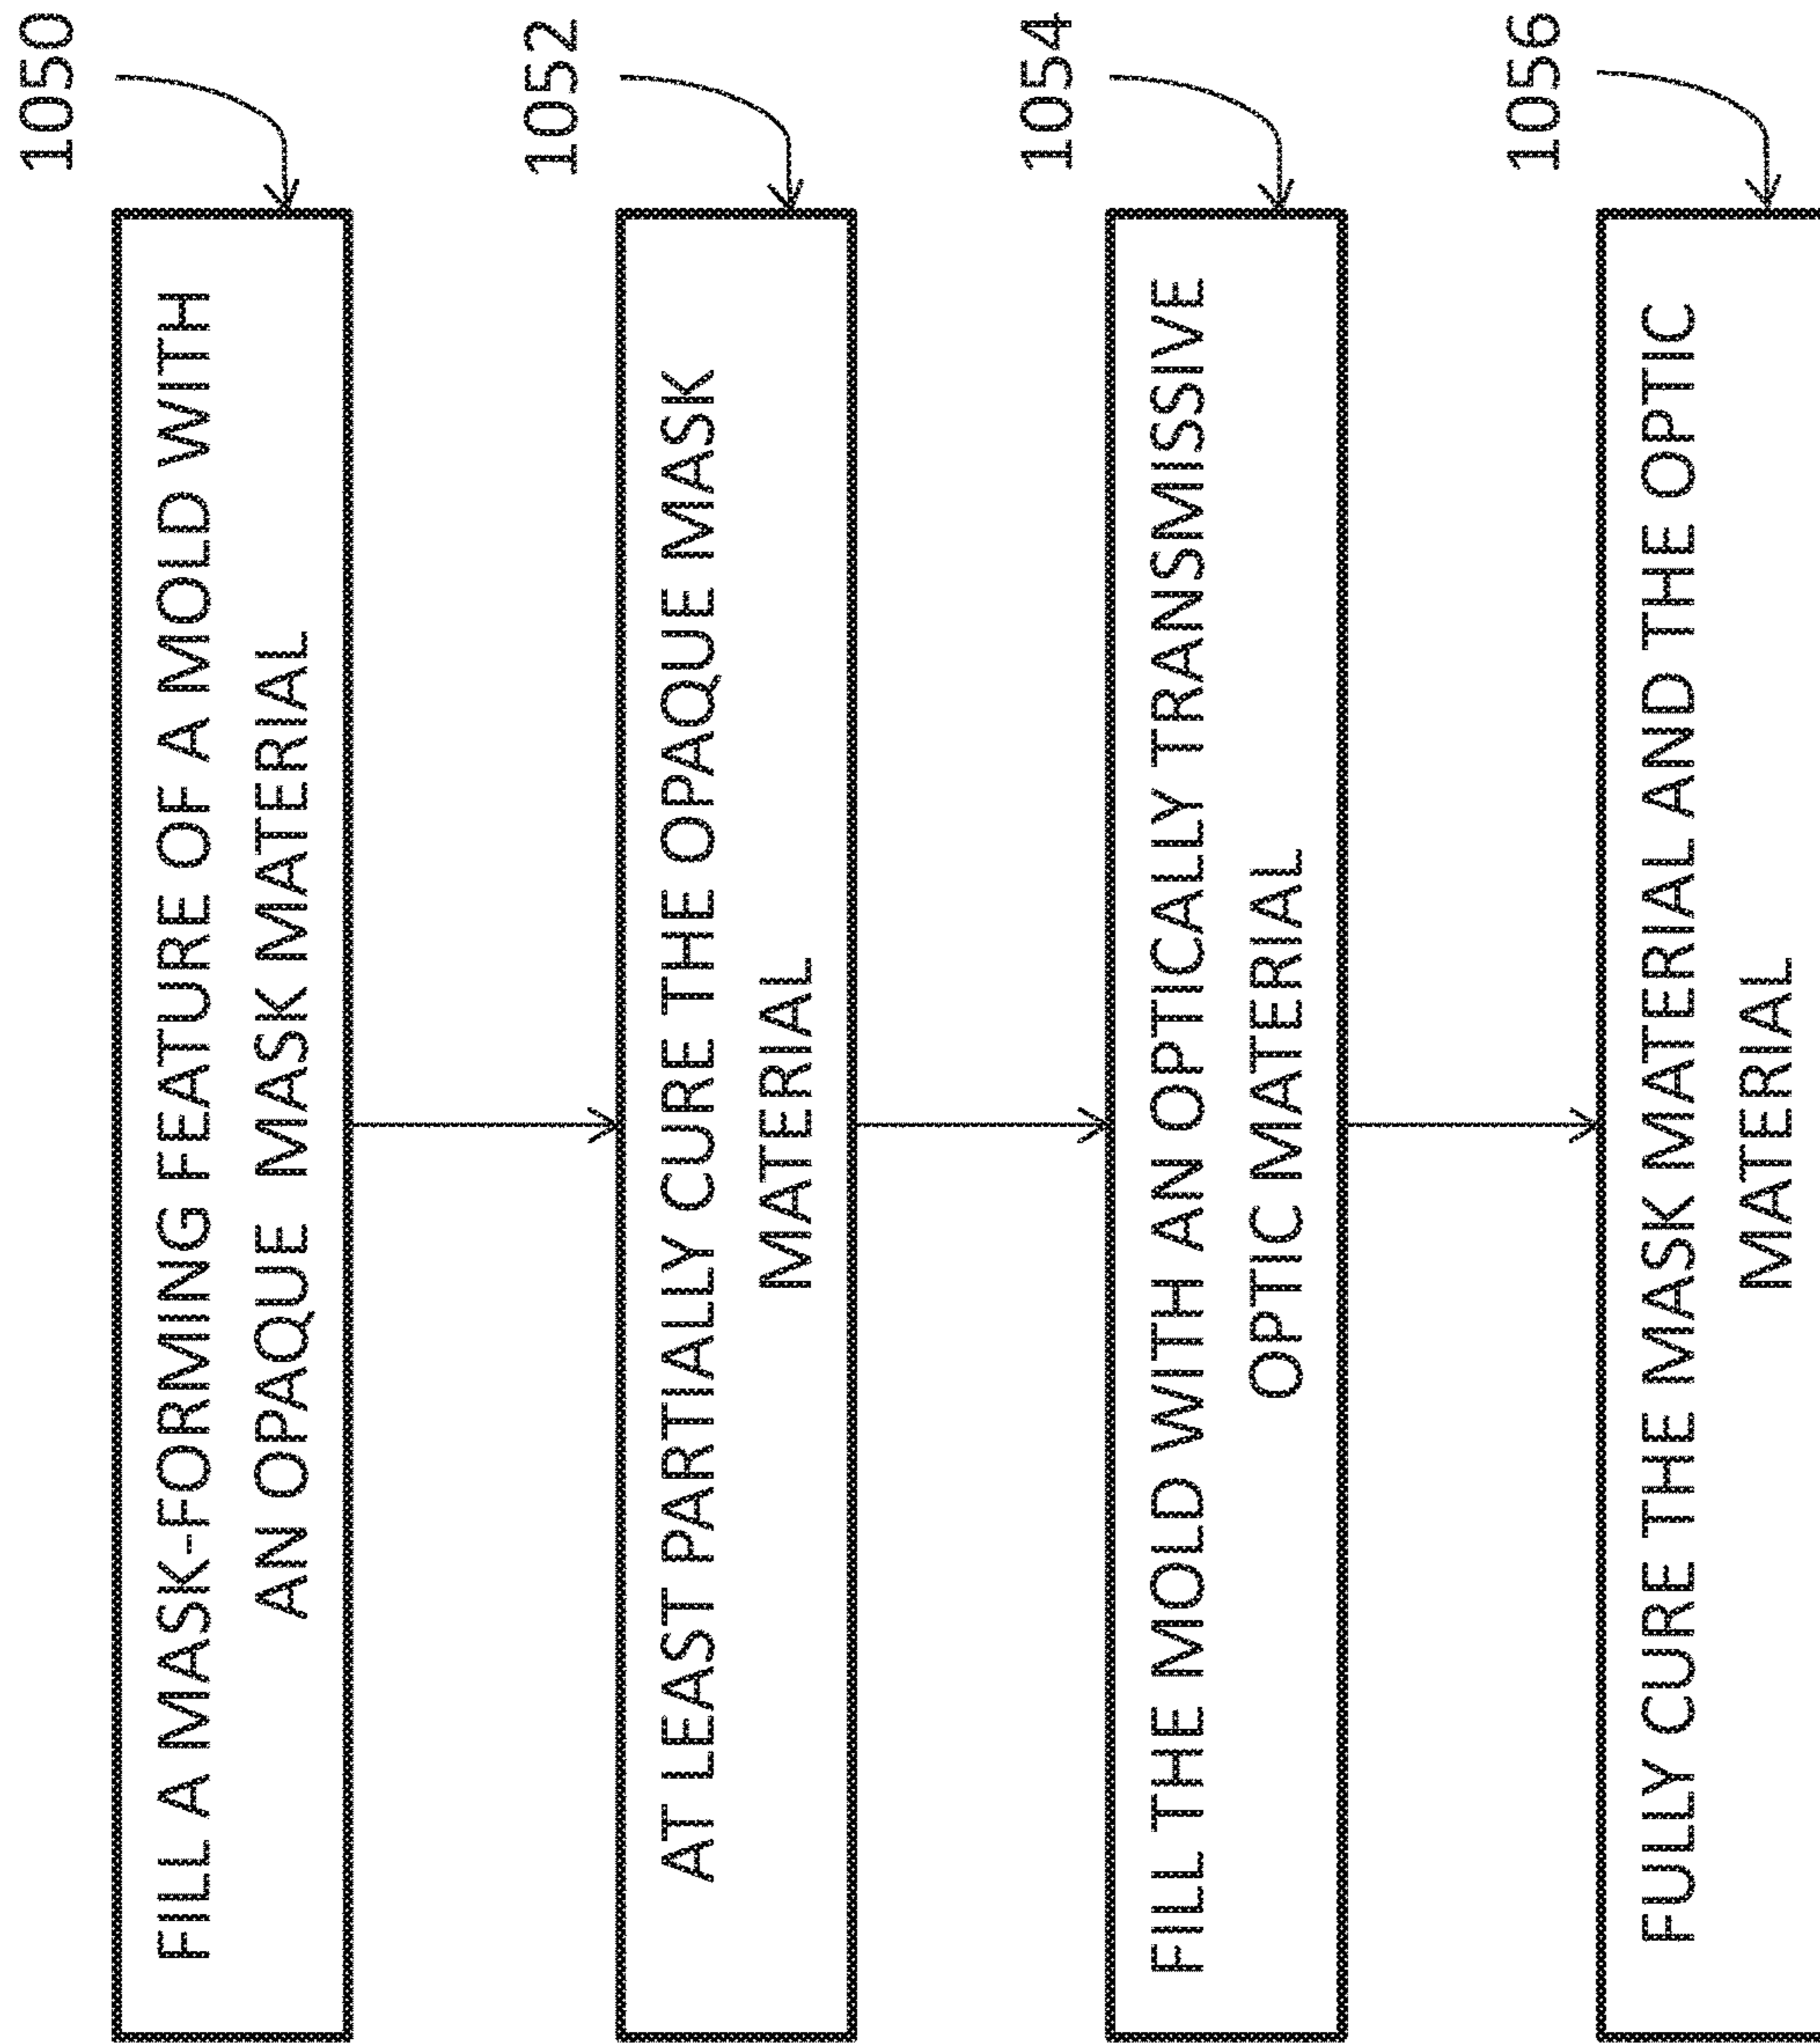 1050
FILL A MASK-FORMING FEATURE OF A MOLD WITH
AN OPAQUE MASK MATERIAL
1052
AT LEAST PARTIALLY CURE THE OPAQUE MASK
MATERIAL
1054
FILL THE MOLD WITH AN OPTICALLY TRANSMISSIVE
OPTIC MATERIAL
1056
FULLY CURE THE MASK MATERIAL AND THE OPTIC
MATERIAL